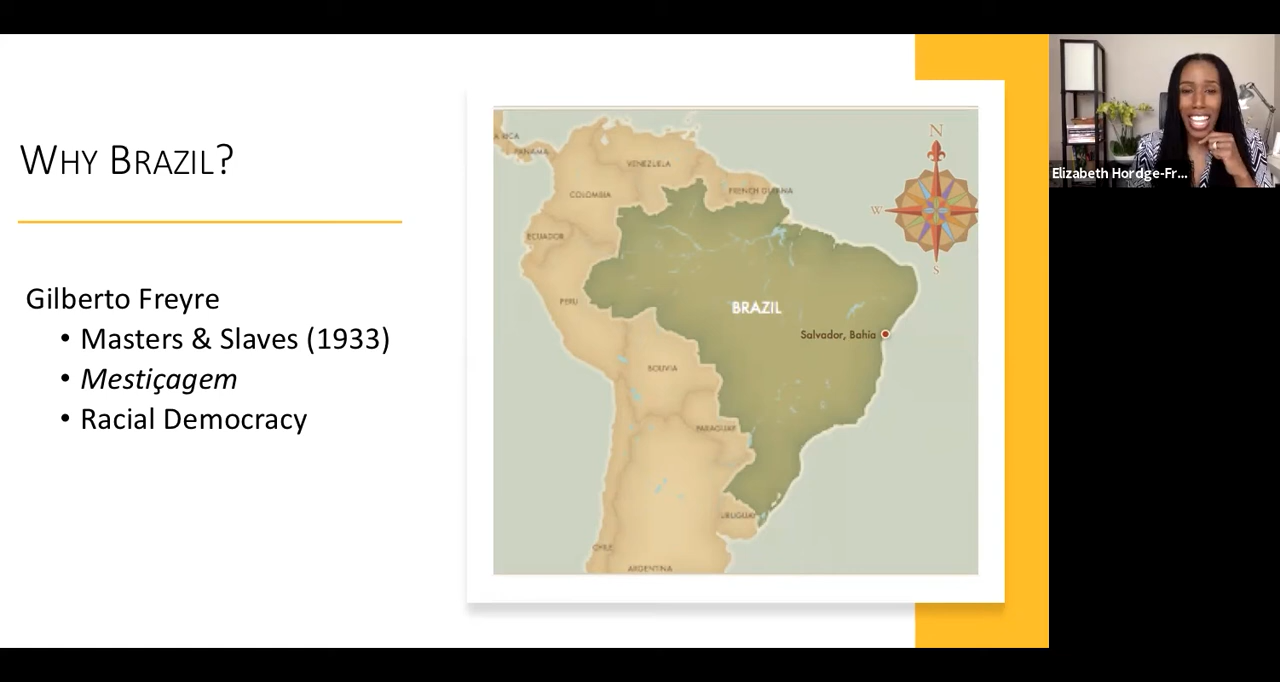 WHY BRAZIL?
Gilberto Freyre
• Masters & Slaves (1933)
• Mestiçagem
• Racial Democracy
PANAMA
VENEZUELA
COLOMBIA
FRENCH GUIANA
ECUADOR
PERU
BRAZIL
Salvador, Bahia
BOLIVIA
PARAGUAY
URUGUAY
CHILE
ARGENTINA
N
W
S
Elizabeth Hordge-Fr...